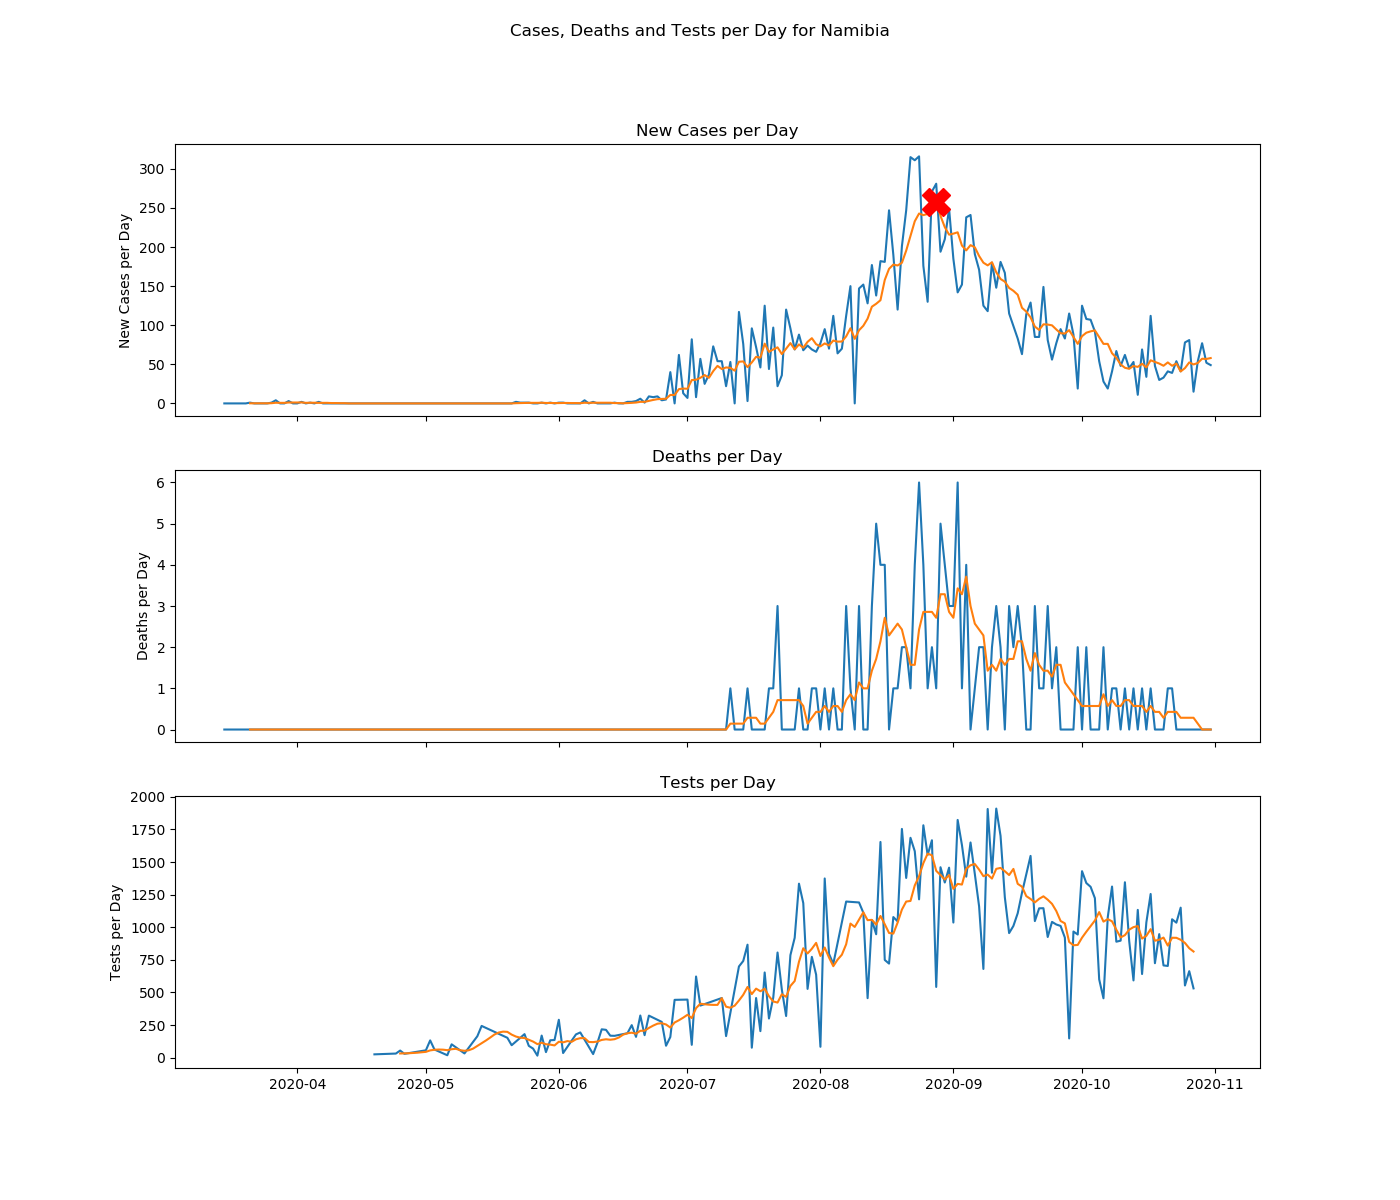 Cases, Deaths and Tests per Day for Namibia
New Cases per Day
New Cases per Day
300
250
200
150
100
50
0
Deaths per Day
Deaths per Day
6
5
4
3
2
1
0
Tests per Day
Tests per Day
2000
1750
1500
1250
1000
750
500
250
0
2020-04 2020-05 2020-06 2020-07 2020-08 2020-09 2020-10 2020-11